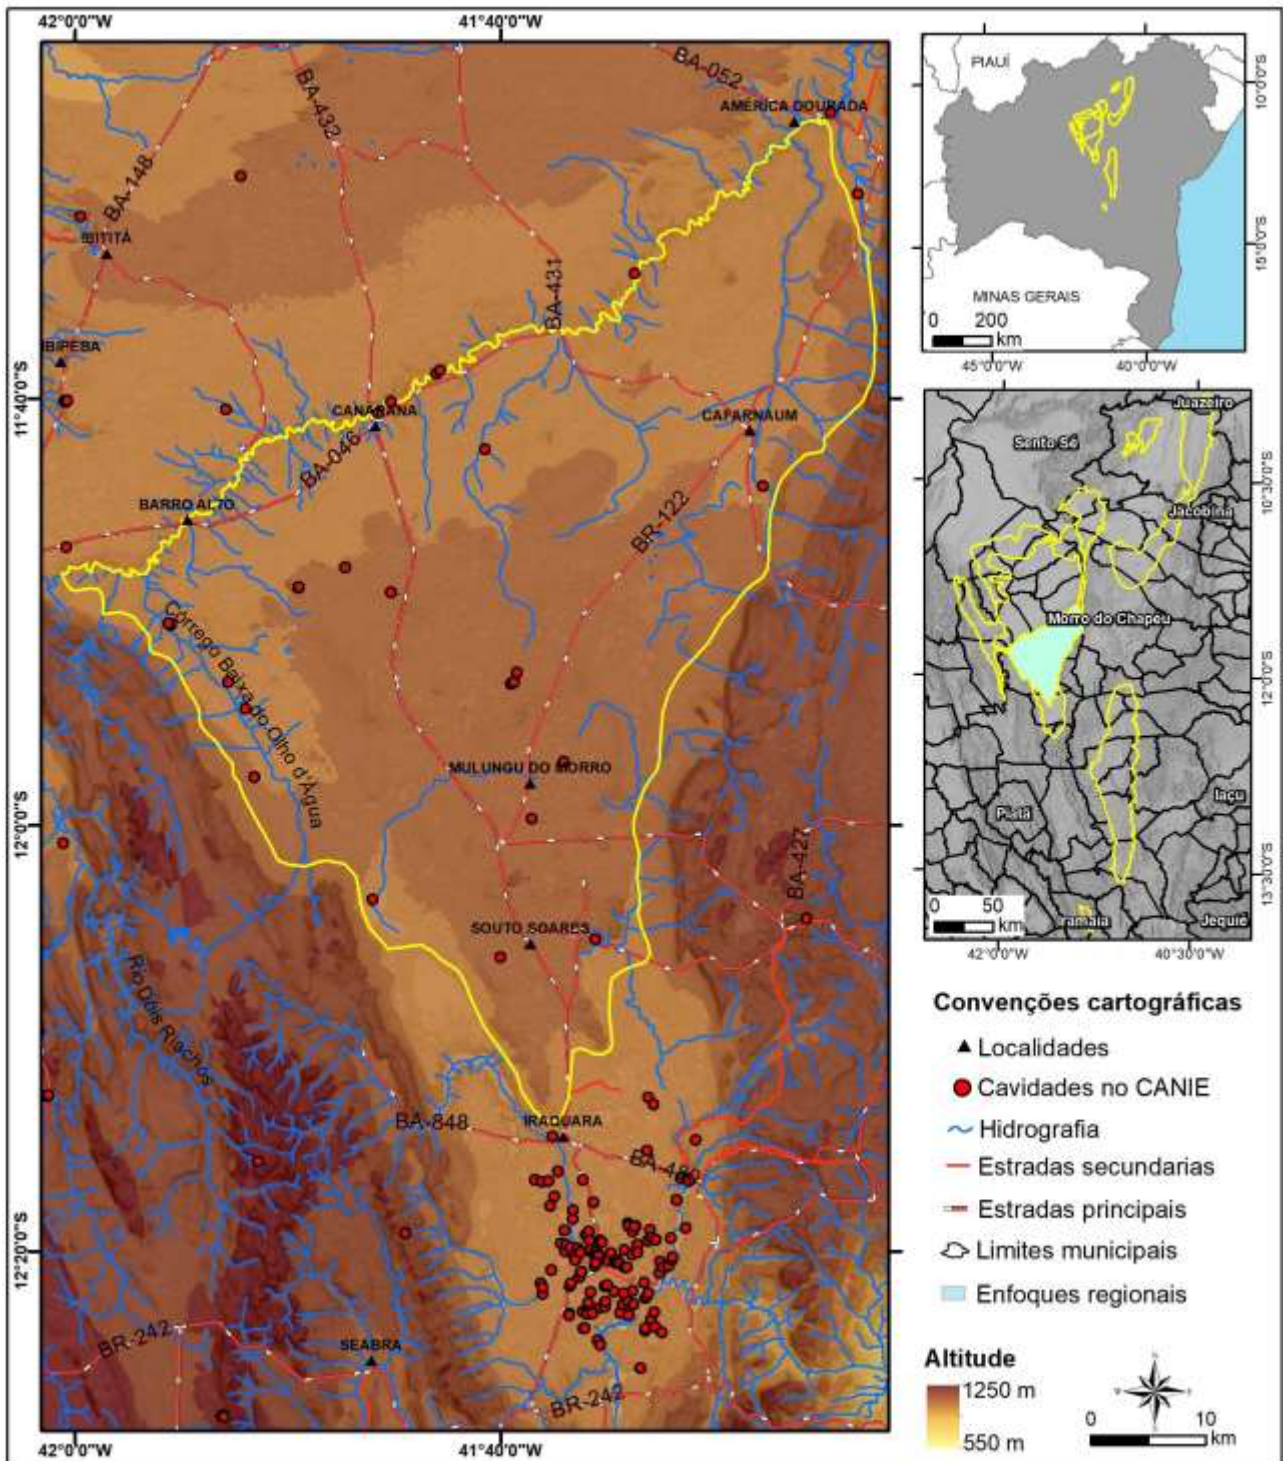 42°0'0"W
41°40'0"W
BA-052
BA-432
AMÉRICA DOURADA
BA-148
IBITITÁ
BA-431
IBIPEBA
11°40'0"S
CANARANA
CAFARNAUM
BA-046
BARRO ALTO
BR-122
Córrego Baixa do Olho d'Água
MULUNGU DO MORRO
12°0'0"S
BA-427
SOUTO SOARES
Rio Dois Riachos
BA-848
IRAQUARA
12°20'0"S
BR-242
SEABRA
BR-242
42°0'0"W
41°40'0"W
PIAUÍ
10°0'0"S
15°0'0"S
MINAS GERAIS
0 200
km
45°0'0"W
40°0'0"W
Juazeiro
Sento Sé
10°30'0"S
Jacobina
Morro do Chapéu
12°0'0"S
Iaçu
Piatã
13°30'0"S
0 50
km
Iramaia
Jequié
42°0'0"W
40°30'0"W
Convenções cartográficas
Localidades
Cavidades no CANIE
Hidrografia
Estradas secundarias
Estradas principais
Limites municipais
Enfoques regionais
Altitude
1250 m
550 m
0 10
km